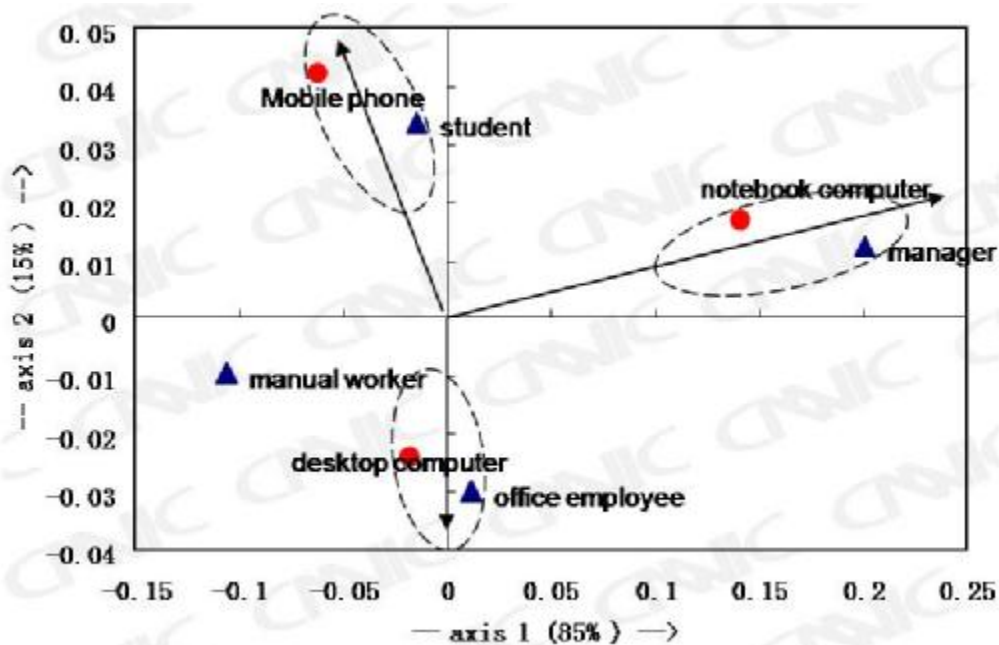 0.05
0.04
0.03
0.02
0.01
0
-0.01
-0.02
-0.03
-0.04
-- axis 2 (15% ) -->
Mobile phone
student
notebook computer
manager
manual worker
desktop computer
office employee
-0.15 -0.1 -0.05 0 0.05 0.1 0.15 0.2 0.25
— axis 1 (85% ) —>
CNNIC